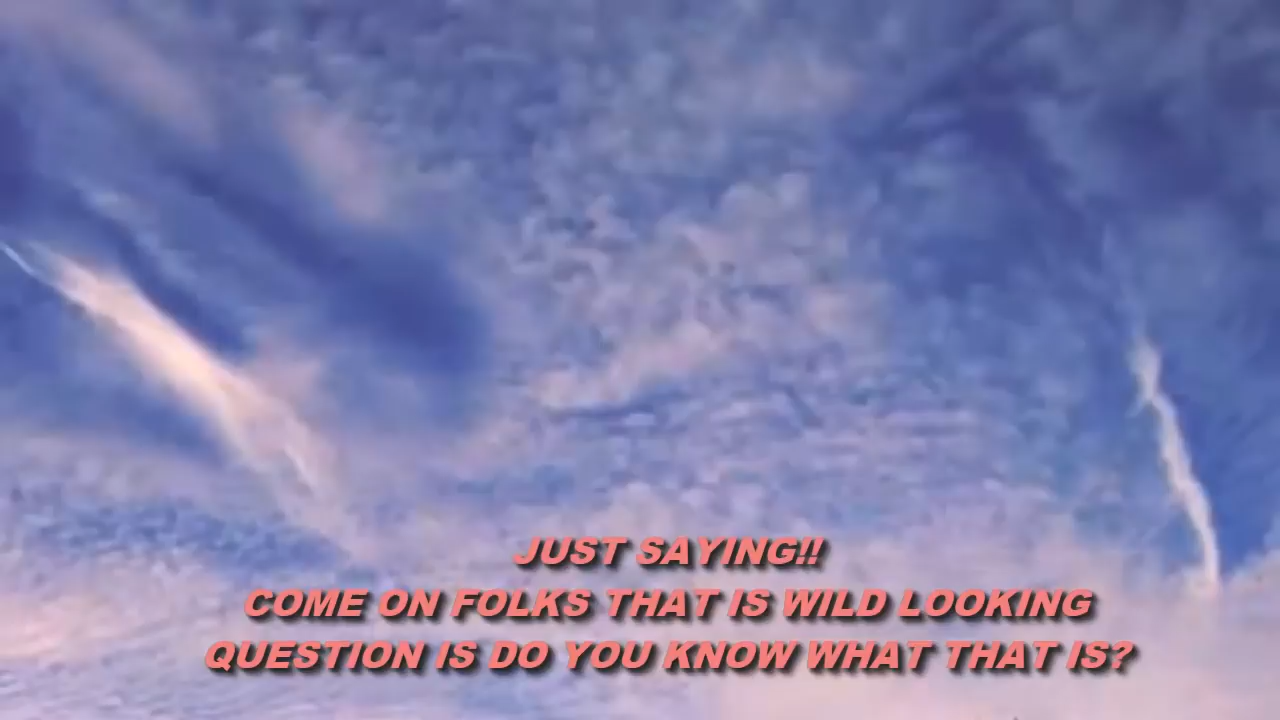 JUST SAYING!!
COME ON FOLKS THAT IS WILD LOOKING
QUESTION IS DO YOU KNOW WHAT THAT IS?